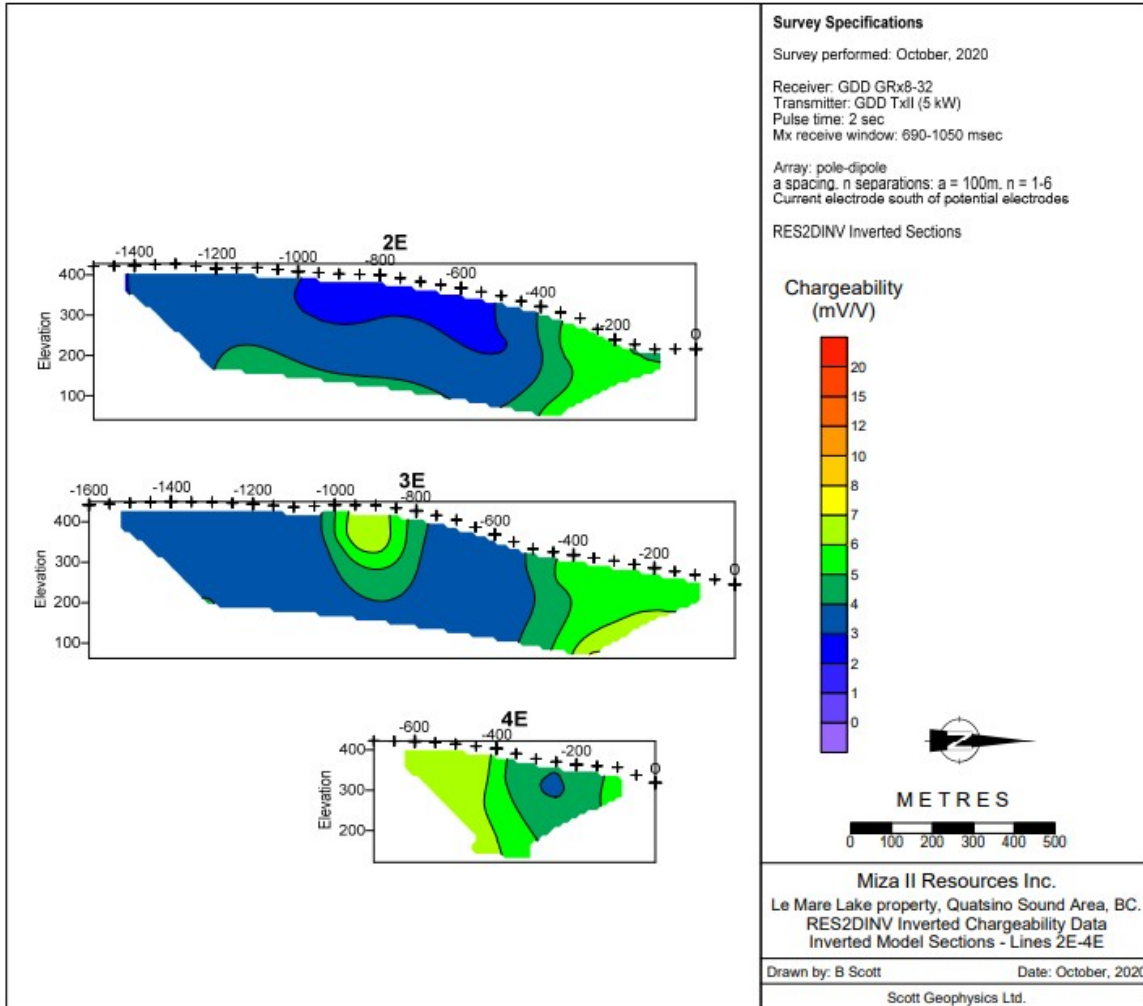 Survey Specifications
Survey performed: October, 2020
Receiver: GDD GRx8-32
Transmitter: GDD TxII (5 kW)
Pulse time: 2 sec
Mx receive window: 690-1050 msec
Array: pole-dipole
a spacing, n separations: a = 100m, n = 1-6
Current electrode south of potential electrodes
RES2DINV Inverted Sections
2E
-1400 -1200 -1000 -800 -600 -400 -200 0
Elevation
400
300
200
100
3E
-1600 -1400 -1200 -1000 -800 -600 -400 -200 0
Elevation
400
300
200
100
4E
-600 -400 -200 0
Elevation
400
300
200
Chargeability
(mV/V)
20
15
12
10
8
7
6
5
4
3
2
1
0
Z
METRES
0 100 200 300 400 500
Miza II Resources Inc.
Le Mare Lake property, Quatsino Sound Area, BC.
RES2DINV Inverted Chargeability Data
Inverted Model Sections - Lines 2E-4E
Drawn by: B Scott Date: October, 2020
Scott Geophysics Ltd.